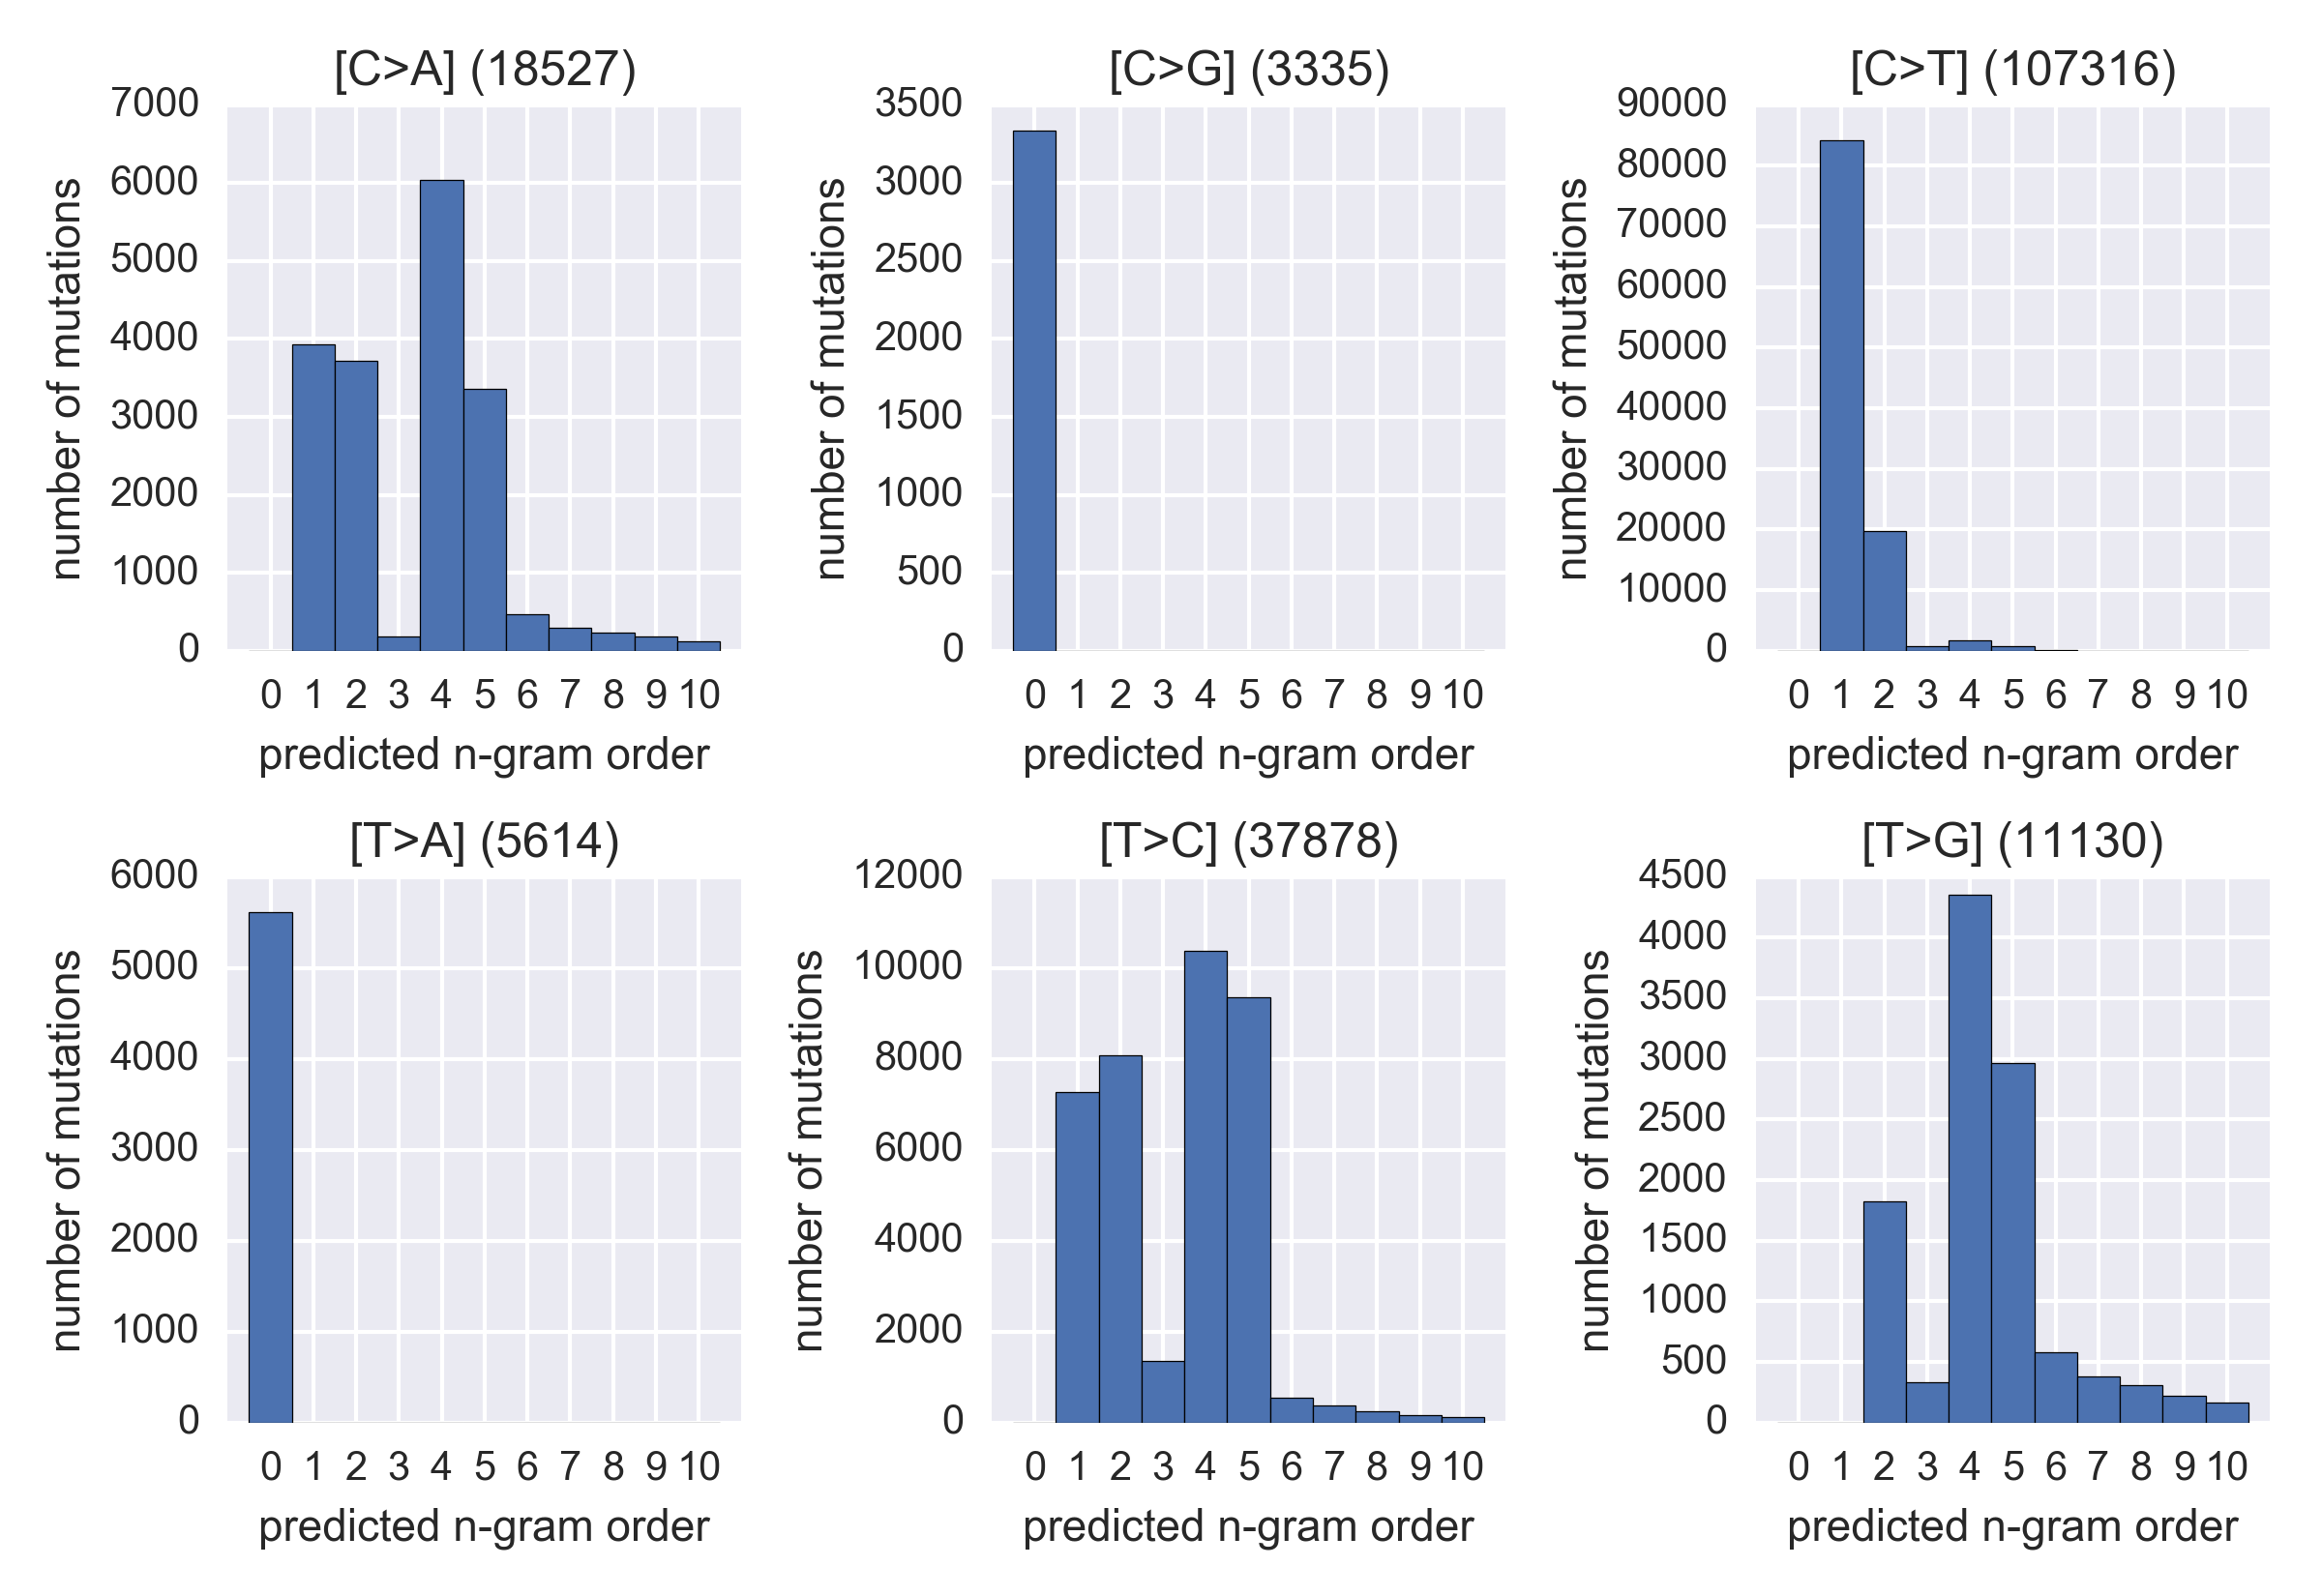 [C>A] (18527)
7000
6000
5000
4000
3000
2000
1000
0
number of mutations
0 1 2 3 4 5 6 7 8 9 10
predicted n-gram order
[C>G] (3335)
3500
3000
2500
2000
1500
1000
500
0
number of mutations
0 1 2 3 4 5 6 7 8 9 10
predicted n-gram order
[C>T] (107316)
90000
80000
70000
60000
50000
40000
30000
20000
10000
0
number of mutations
0 1 2 3 4 5 6 7 8 9 10
predicted n-gram order
[T>A] (5614)
6000
5000
4000
3000
2000
1000
0
number of mutations
0 1 2 3 4 5 6 7 8 9 10
predicted n-gram order
[T>C] (37878)
12000
10000
8000
6000
4000
2000
0
number of mutations
0 1 2 3 4 5 6 7 8 9 10
predicted n-gram order
[T>G] (11130)
4500
4000
3500
3000
2500
2000
1500
1000
500
0
number of mutations
0 1 2 3 4 5 6 7 8 9 10
predicted n-gram order